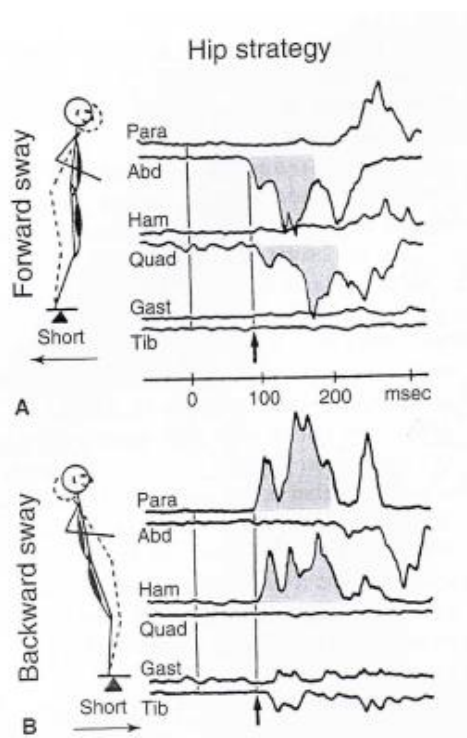 Hip strategy
Forward sway
Para
Abd
Ham
Quad
Gast
Tib
Short
0 100 200 msec
A
Backward sway
Para
Abd
Ham
Quad
Gast
Tib
Short
B